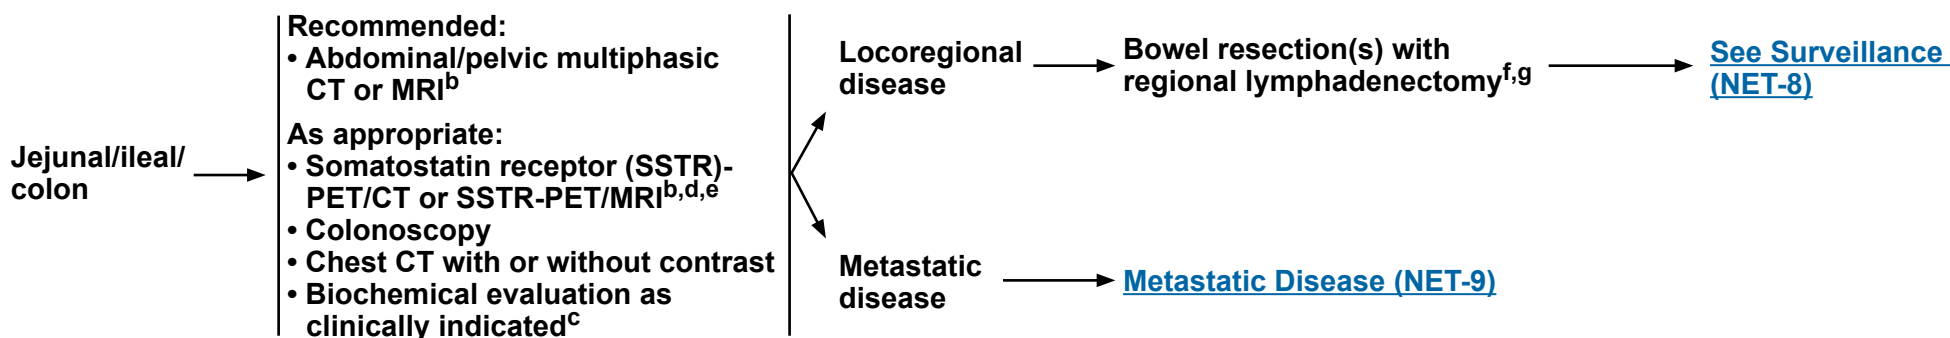 Jejunal/ileal/
colon
Recommended:
• Abdominal/pelvic multiphasic
CT or MRIb
As appropriate:
• Somatostatin receptor (SSTR)-
PET/CT or SSTR-PET/MRIb,d,e
• Colonoscopy
• Chest CT with or without contrast
• Biochemical evaluation as
clinically indicatedc
Locoregional
disease
Bowel resection(s) with
regional lymphadenectomyf,g
See Surveillance
(NET-8)
Metastatic
disease
Metastatic Disease (NET-9)